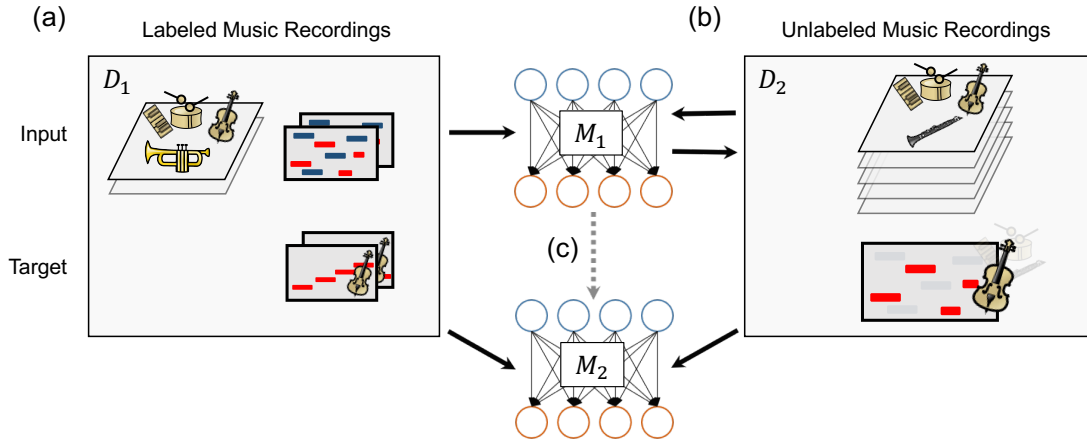 (a)
Labeled Music Recordings
(b)
Unlabeled Music Recordings
D₁
D₂
Input
M₁
(c)
Target
M₂